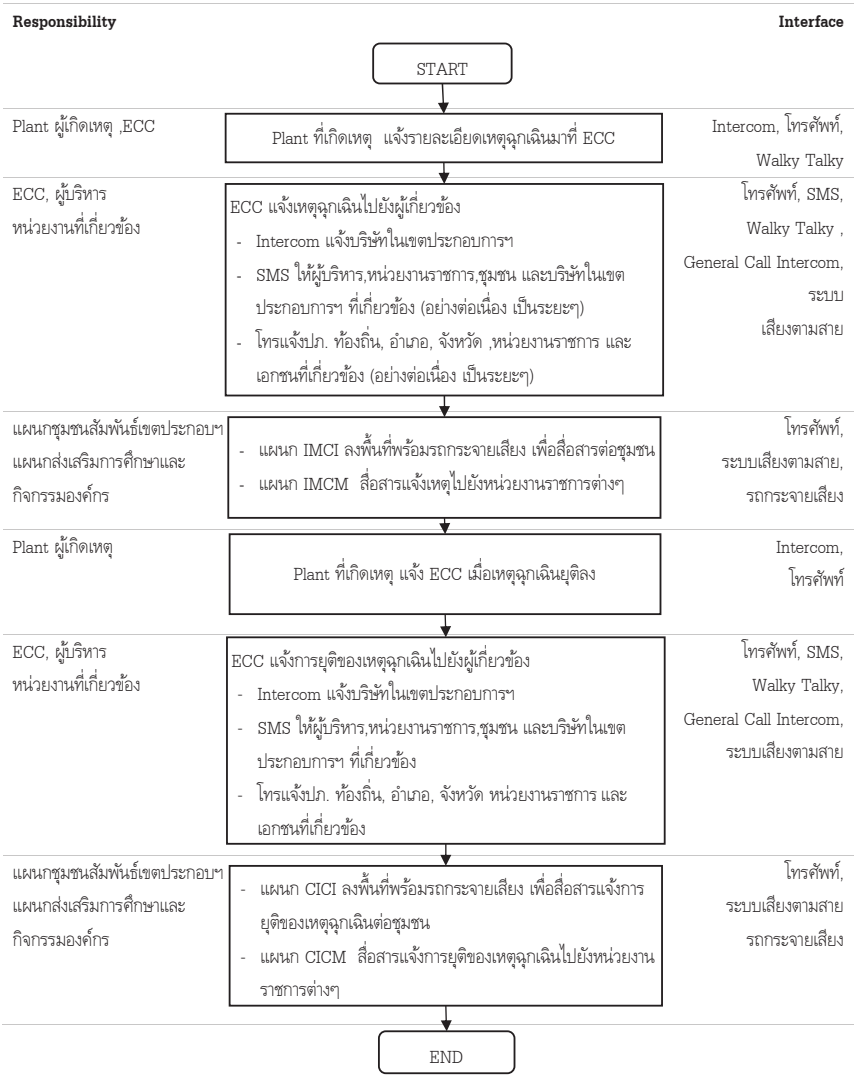 Responsibility
Interface
START
Plant ผู้เกิดเหตุ ,ECC
Plant ที่เกิดเหตุ แจ้งรายละเอียดเหตุฉุกเฉินมาที่ ECC
Intercom, โทรศัพท์,
Walky Talky
ECC, ผู้บริหาร
หน่วยงานที่เกี่ยวข้อง
ECC แจ้งเหตุฉุกเฉินไปยังผู้เกี่ยวข้อง
- Intercom แจ้งบริษัทในเขตประกอบการฯ
- SMS ให้ผู้บริหาร,หน่วยงานราชการ,ชุมชน และบริษัทในเขต
ประกอบการฯ ที่เกี่ยวข้อง (อย่างต่อเนื่อง เป็นระยะๆ)
- โทรแจ้งปภ. ท้องถิ่น, อำเภอ, จังหวัด ,หน่วยงานราชการ และ
เอกชนที่เกี่ยวข้อง (อย่างต่อเนื่อง เป็นระยะๆ)
โทรศัพท์, SMS,
Walky Talky ,
General Call Intercom,
ระบบ
เสียงตามสาย
แผนกชุมชนสัมพันธ์เขตประกอบฯ
แผนกส่งเสริมการศึกษาและ
กิจกรรมองค์กร
- แผนก IMCI ลงพื้นที่พร้อมรถกระจายเสียง เพื่อสื่อสารต่อชุมชน
- แผนก IMCM สื่อสารแจ้งเหตุไปยังหน่วยงานราชการต่างๆ
โทรศัพท์,
ระบบเสียงตามสาย,
รถกระจายเสียง
Plant ผู้เกิดเหตุ
Plant ที่เกิดเหตุ แจ้ง ECC เมื่อเหตุฉุกเฉินยุติลง
Intercom,
โทรศัพท์
ECC, ผู้บริหาร
หน่วยงานที่เกี่ยวข้อง
ECC แจ้งการยุติของเหตุฉุกเฉินไปยังผู้เกี่ยวข้อง
- Intercom แจ้งบริษัทในเขตประกอบการฯ
- SMS ให้ผู้บริหาร,หน่วยงานราชการ,ชุมชน และบริษัทในเขต
ประกอบการฯ ที่เกี่ยวข้อง
- โทรแจ้งปภ. ท้องถิ่น, อำเภอ, จังหวัด หน่วยงานราชการ และ
เอกชนที่เกี่ยวข้อง
โทรศัพท์, SMS,
Walky Talky,
General Call Intercom,
ระบบเสียงตามสาย
แผนกชุมชนสัมพันธ์เขตประกอบฯ
แผนกส่งเสริมการศึกษาและ
กิจกรรมองค์กร
- แผนก CICI ลงพื้นที่พร้อมรถกระจายเสียง เพื่อสื่อสารแจ้งการ
ยุติของเหตุฉุกเฉินต่อชุมชน
- แผนก CICM สื่อสารแจ้งการยุติของเหตุฉุกเฉินไปยังหน่วยงาน
ราชการต่างๆ
โทรศัพท์,
ระบบเสียงตามสาย
รถกระจายเสียง
END